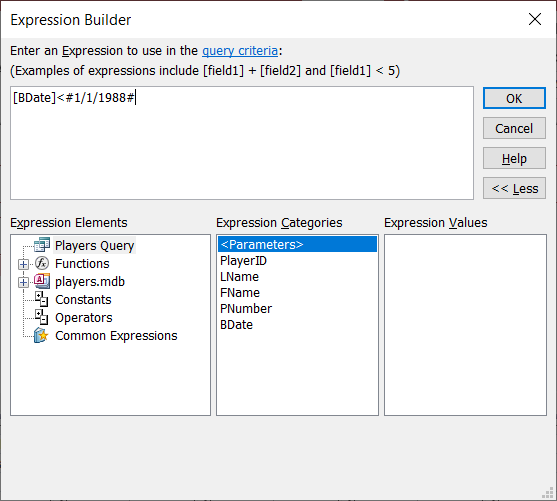 Expression Builder
Enter an Expression to use in the query criteria:
(Examples of expressions include [field1] + [field2] and [field1] < 5)
[BDate]<#1/1/1988#
OK
Cancel
Help
<< Less
Expression Elements
Players Query
Functions
players.mdb
Constants
Operators
Common Expressions
Expression Categories
<Parameters>
PlayerID
LName
FName
PNumber
BDate
Expression Values